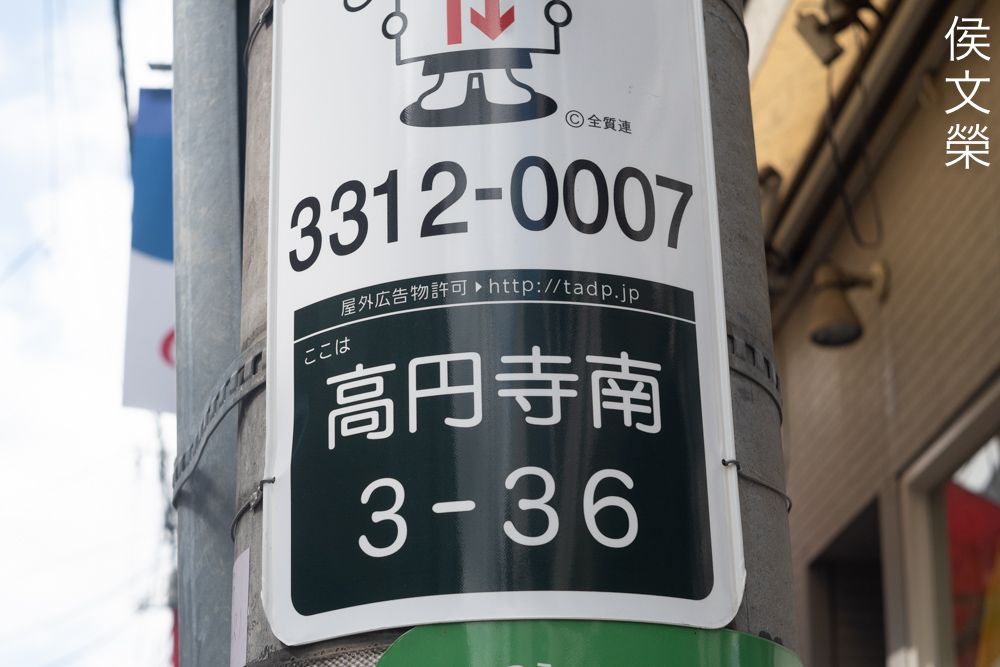 ©全質連
3312-0007
屋外広告物許可▶http://tadp.jp
ここは
高円寺南
3-36
侯文榮